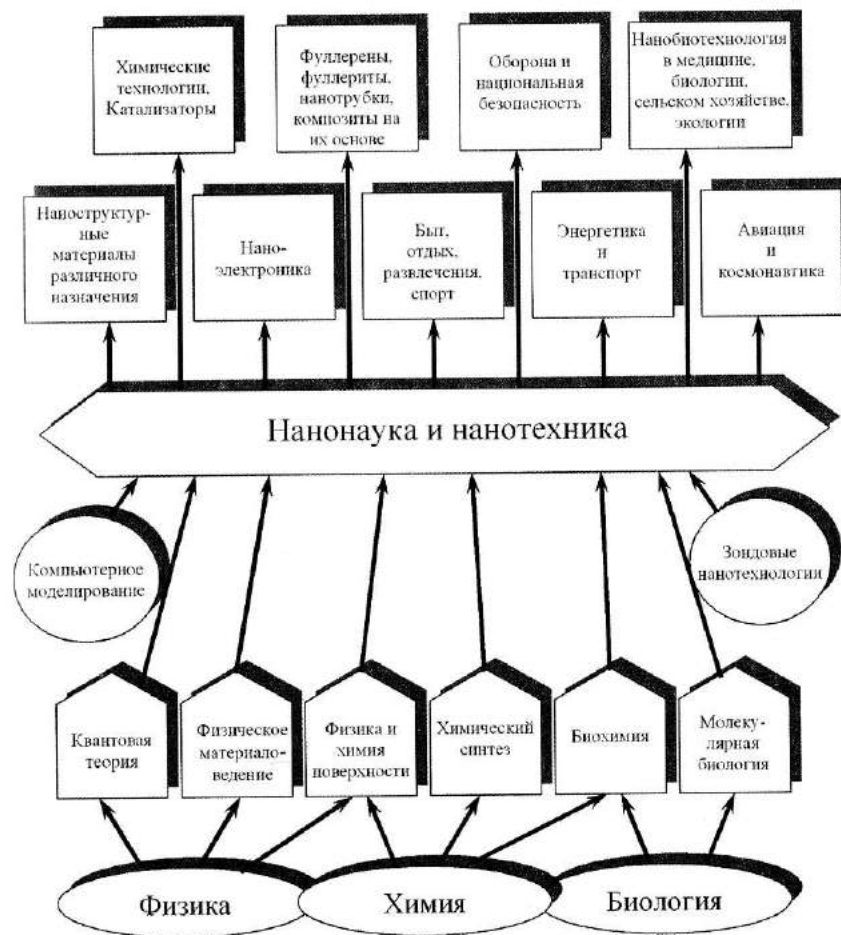 Химические
технологии,
Катализаторы
Фуллерены,
фуллериты,
нанотрубки,
композиты на
их основе
Оборона и
национальная
безопасность
Нанобиотехнология
в медицине,
биологии,
сельском хозяйстве,
экологии
Наноструктур-
ные
материалы
различного
назначения
Нано-
электроника
Быт,
отдых,
развлечения,
спорт
Энергетика
и
транспорт
Авиация
и
космонавтика
Нанонаука и нанотехника
Компьютерное
моделирование
Зондовые
нанотехнологии
Квантовая
теория
Физическое
материало-
ведение
Физика и
химия
поверхности
Химический
синтез
Биохимия
Молеку-
лярная
биология
Физика
Химия
Биология